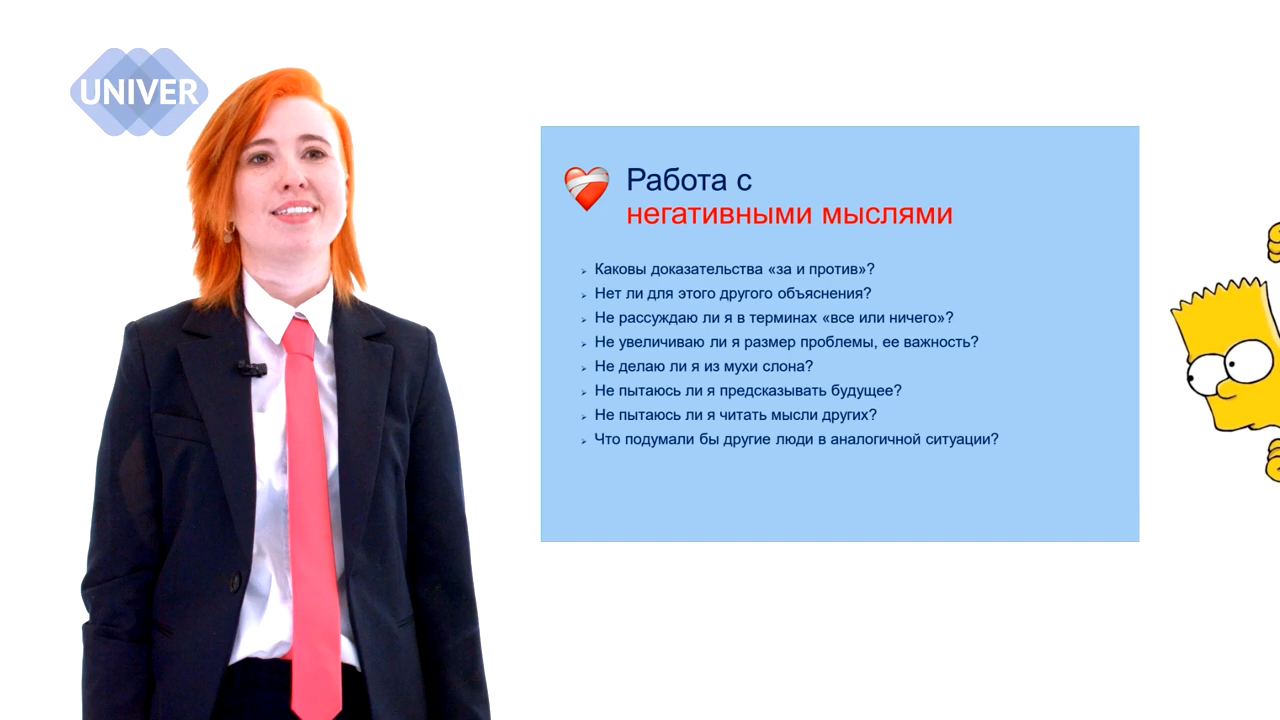 UNIVER
Работа с
негативными мыслями
Каковы доказательства «за и против»?
Нет ли для этого другого объяснения?
Не рассуждаю ли я в терминах «все или ничего»?
Не увеличиваю ли я размер проблемы, ее важность?
Не делаю ли я из мухи слона?
Не пытаюсь ли я предсказывать будущее?
Не пытаюсь ли я читать мысли других?
Что подумали бы другие люди в аналогичной ситуации?